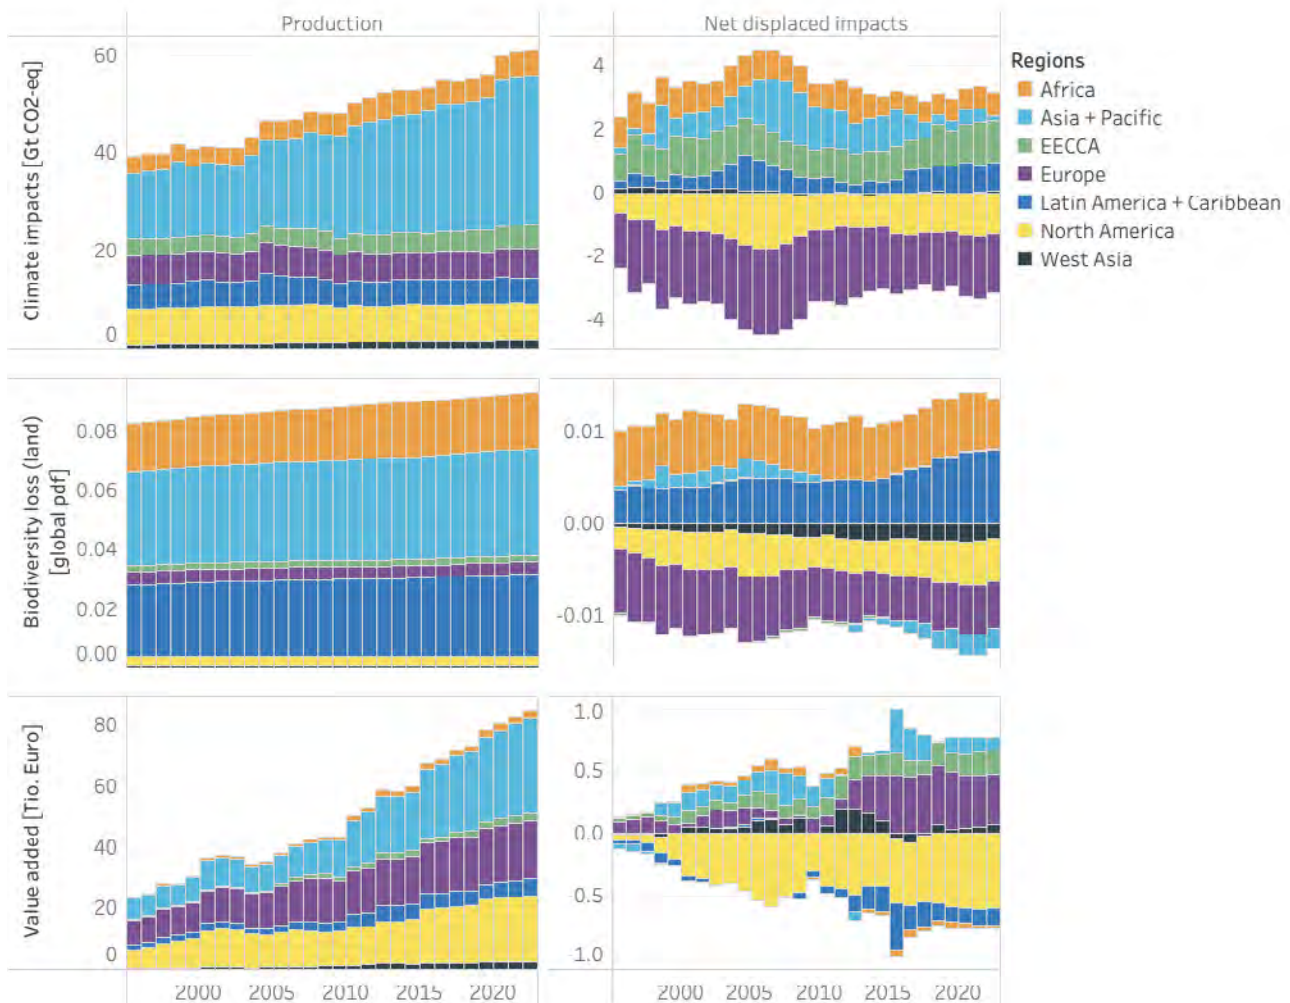 Production
Net displaced impacts
Climate impacts [Gt CO2-eq]
60
40
20
0
4
2
0
-2
-4
Regions
Africa
Asia + Pacific
EECCA
Europe
Latin America + Caribbean
North America
West Asia
Biodiversity loss (land)
[global pdf]
0.08
0.06
0.04
0.02
0.00
0.01
0.00
-0.01
Value added [Tio. Euro]
80
60
40
20
0
1.0
0.5
0.0
0.5
1.0
2000
2005
2010
2015
2020
2000
2005
2010
2015
2020